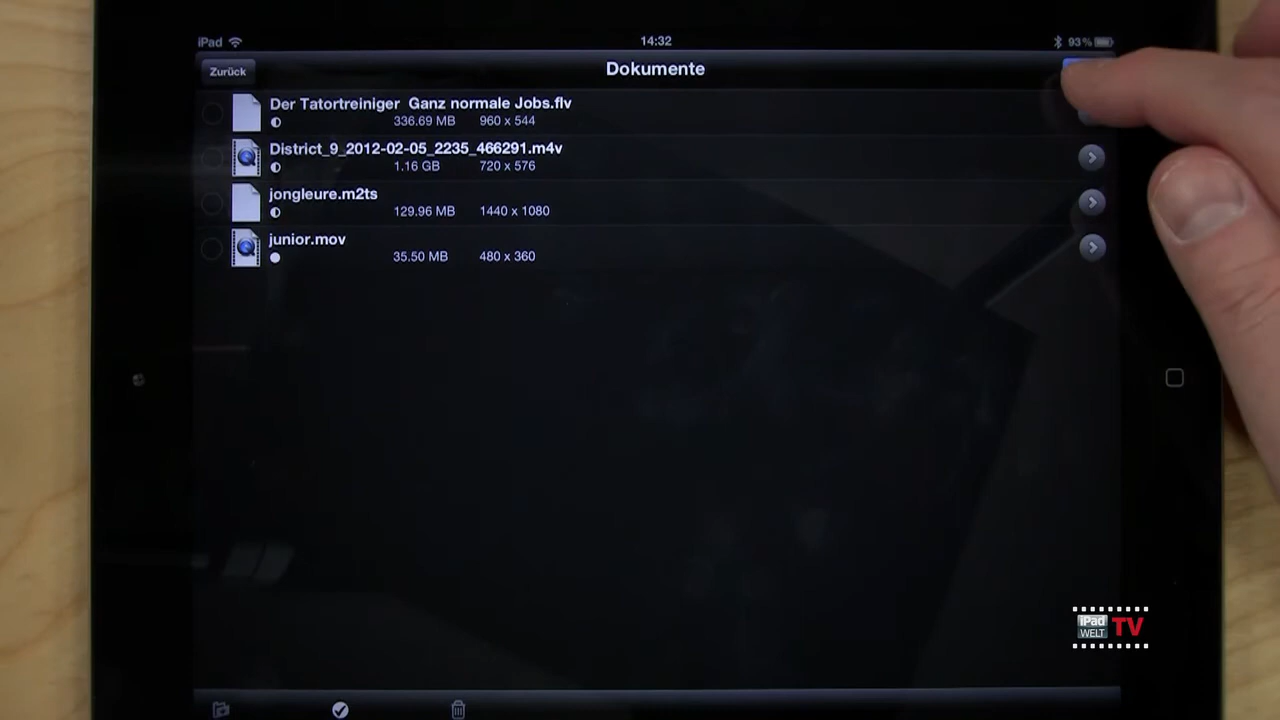 iPad 14:32 93%
Zurück Dokumente
Der Tatortreiniger Ganz normale Jobs.flv
336.69 MB 960 x 544
District_9_2012-02-05_2235_466291.m4v
1.16 GB 720 x 576
jongleure.m2ts
129.96 MB 1440 x 1080
junior.mov
35.50 MB 480 x 360
iPad
WELT TV